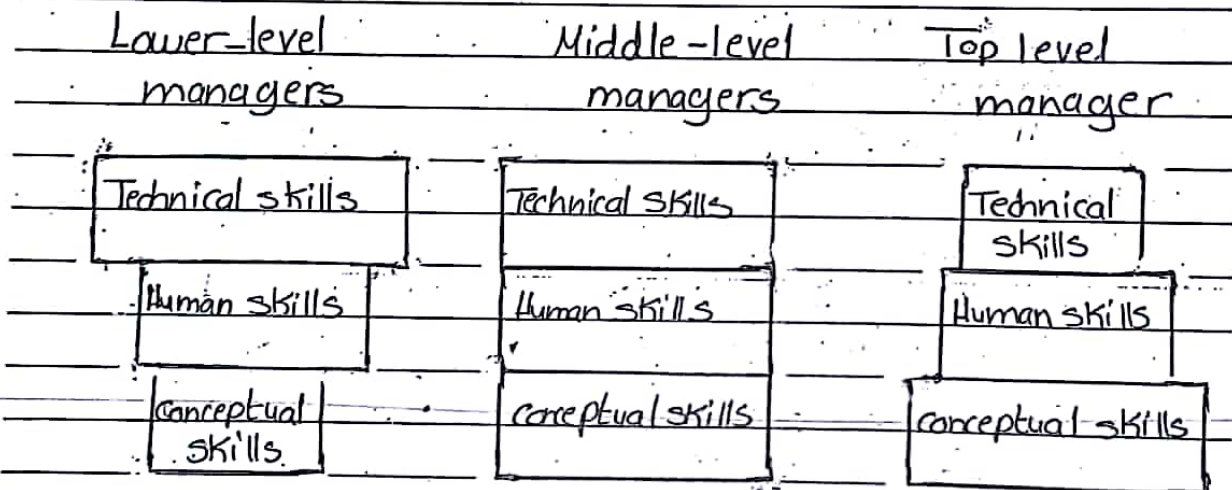 Lower-level
managers
Middle-level
managers
Top level
manager
Technical skills
Human skills
conceptual
skills.
Technical skills
Human skills
conceptual skills
Technical
skills
Human skills
conceptual skills